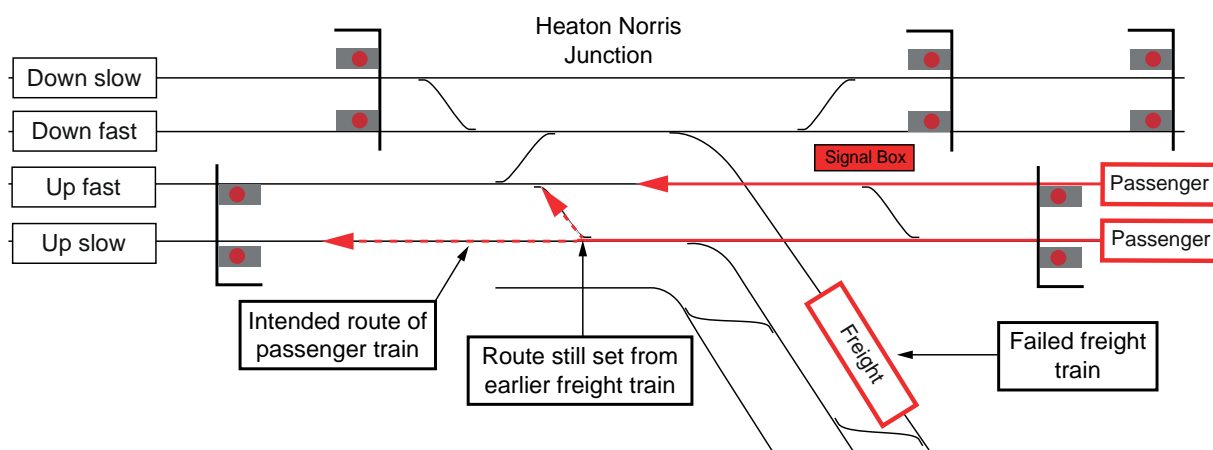 Heaton Norris
Junction
Down slow
Down fast
Signal Box
Up fast
Passenger
Up slow
Passenger
Intended route of
passenger train
Route still set from
earlier freight train
Freight
Failed freight
train